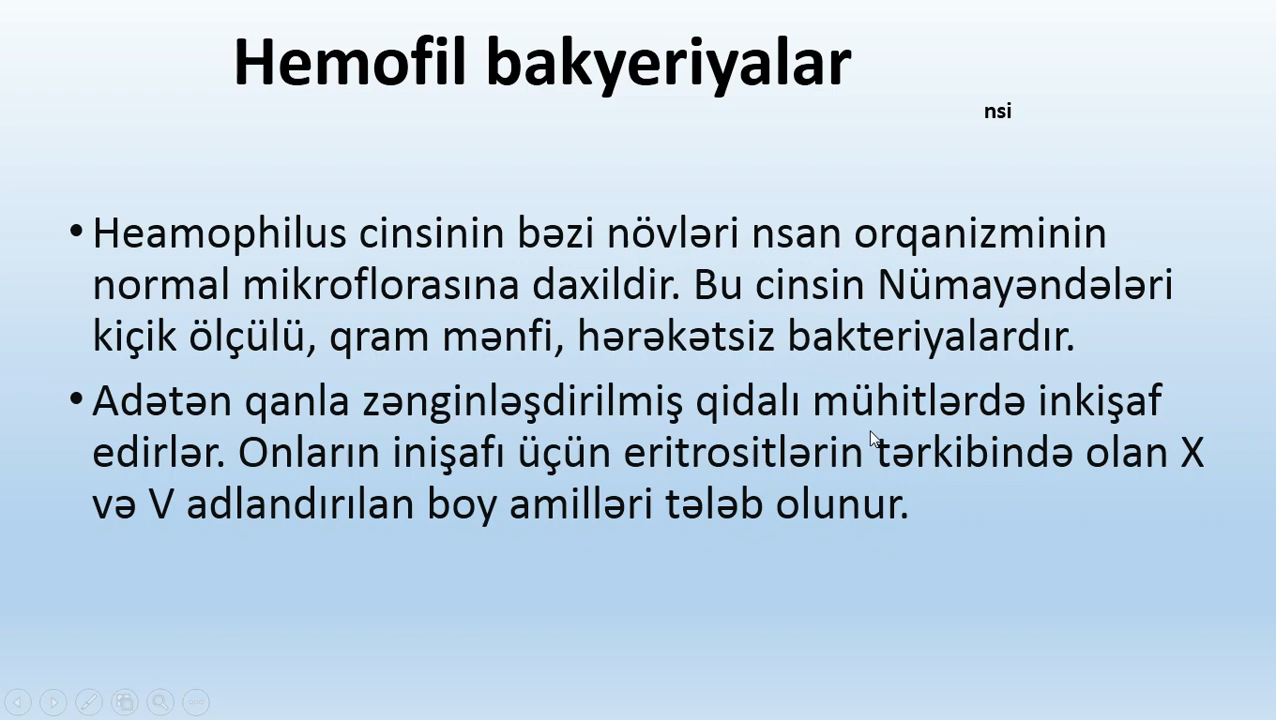 Hemofil bakyeriyalar
nsi
• Heamophilus cinsinin bəzi növləri nsan orqanizminin
normal mikroflorasına daxildir. Bu cinsin Nümayəndələri
kiçik ölçülü, qram mənfi, hərəkətsiz bakteriyalardır.
• Adətən qanla zənginləşdirilmiş qidalı mühitlərdə inkişaf
edirlər. Onların inişafı üçün eritrositlərin tərkibində olan X
və V adlandırılan boy amilləri tələb olunur.